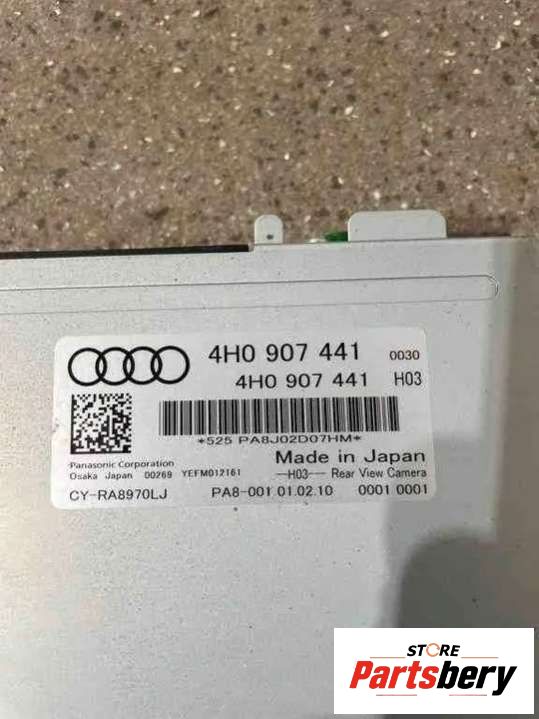 4H0 907 441 0030
4H0 907 441 H03
*525 PA8J02D07HM*
Panasonic Corporation
Osaka Japan 00269 YEFM012161
Made in Japan
—H03— Rear View Camera
CY-RA8970LJ PA8-001 01.02.10 0001 0001
STORE
Partsbery